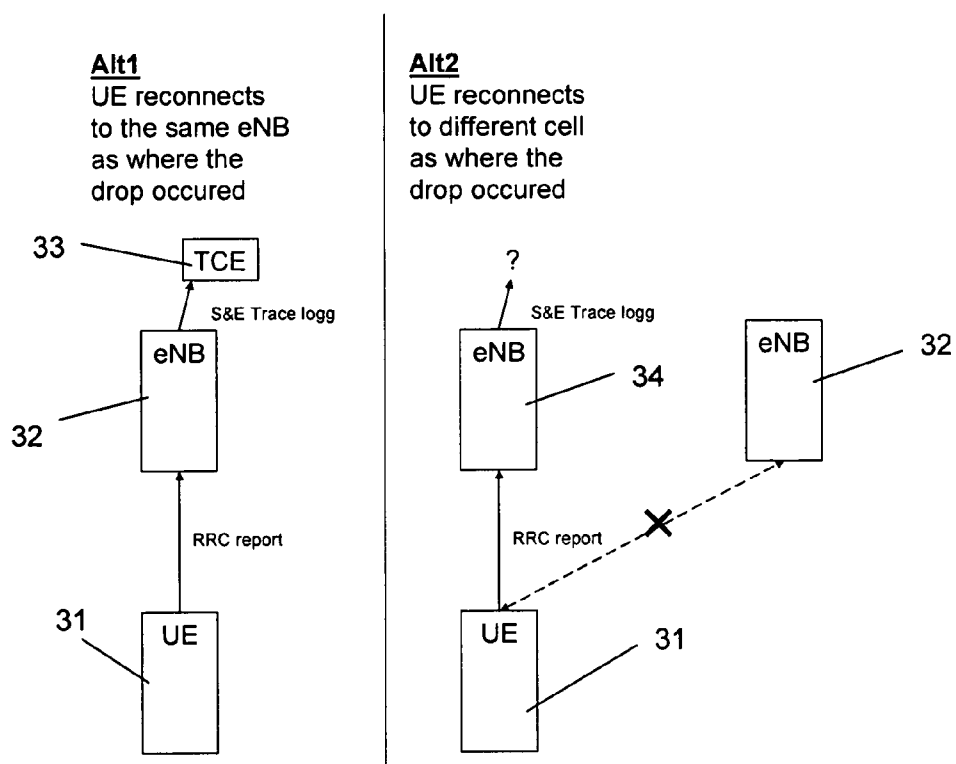 Alt1
UE reconnects
to the same eNB
as where the
drop occured
33
TCE
S&E Trace logg
eNB
32
RRC report
31
UE
Alt2
UE reconnects
to different cell
as where the
drop occured
?
S&E Trace logg
eNB
34
eNB
32
RRC report
UE
31